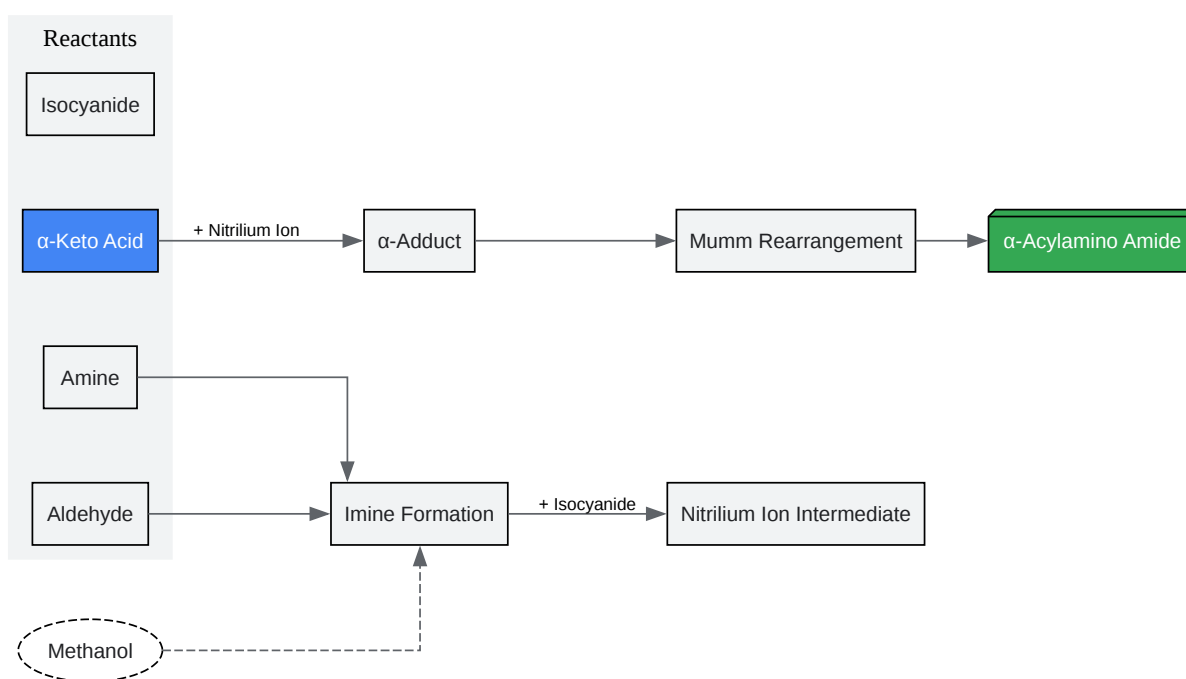 Reactants
Isocyanide
α-Keto Acid
+ Nitrilium Ion
α-Adduct
Mumm Rearrangement
α-Acylamino Amide
Amine
Aldehyde
Imine Formation
+ Isocyanide
Nitrilium Ion Intermediate
Methanol